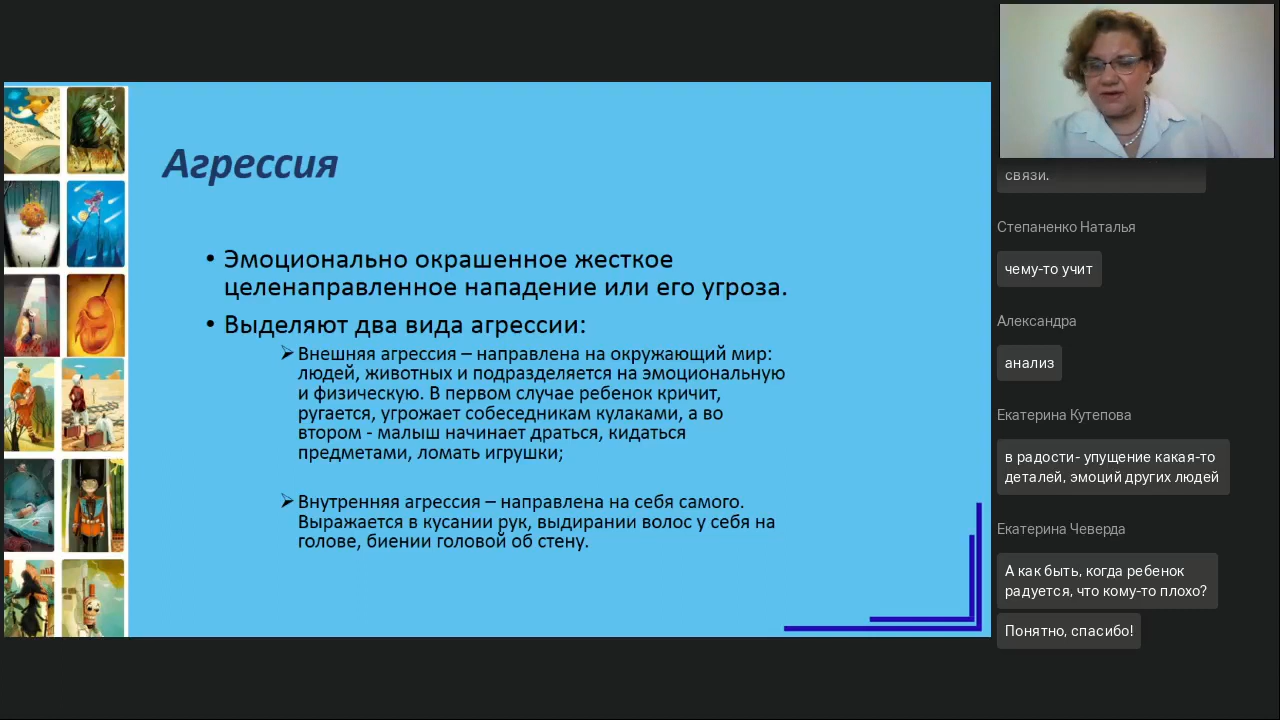 Агрессия
• Эмоционально окрашенное жесткое
целенаправленное нападение или его угроза.
• Выделяют два вида агрессии:
➢ Внешняя агрессия – направлена на окружающий мир:
людей, животных и подразделяется на эмоциональную
и физическую. В первом случае ребенок кричит,
ругается, угрожает собеседникам кулаками, а во
втором - малыш начинает драться, кидаться
предметами, ломать игрушки;
➢ Внутренняя агрессия – направлена на себя самого.
Выражается в кусании рук, выдирании волос у себя на
голове, биении головой об стену.
связи.
Степаненко Наталья
чему-то учит
Александра
анализ
Екатерина Кутепова
в радости- упущение какая-то
деталей, эмоций других людей
Екатерина Чеверда
А как быть, когда ребенок
радуется, что кому-то плохо?
Понятно, спасибо!